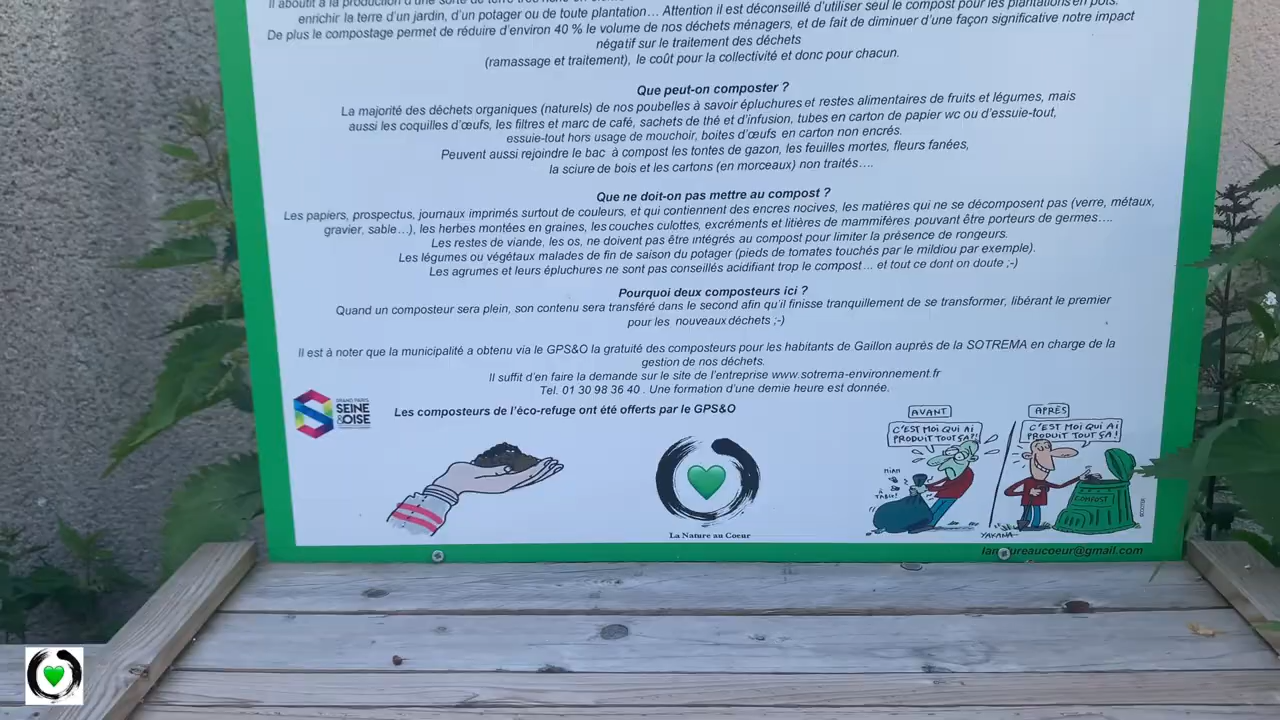 enrichir la terre d'un jardin, d'un potager ou de toute plantation… Attention il est déconseillé d'utiliser seul le compost pour les plantations en pots.
De plus le compostage permet de réduire d'environ 40 % le volume de nos déchets ménagers, et de fait de diminuer d'une façon significative notre impact
négatif sur le traitement des déchets
(ramassage et traitement), le coût pour la collectivité et donc pour chacun.
Que peut-on composter ?
La majorité des déchets organiques (naturels) de nos poubelles à savoir épluchures et restes alimentaires de fruits et légumes, mais
aussi les coquilles d'œufs, les filtres et marc de café, sachets de thé et d'infusion, tubes en carton de papier wc ou d'essuie-tout,
essuie-tout hors usage de mouchoir, boites d'œufs en carton non encrés.
Peuvent aussi rejoindre le bac à compost les tontes de gazon, les feuilles mortes, fleurs fanées,
la sciure de bois et les cartons (en morceaux) non traités….
Que ne doit-on pas mettre au compost ?
Les papiers, prospectus, journaux imprimés surtout de couleurs, et qui contiennent des encres nocives, les matières qui ne se décomposent pas (verre, métaux,
gravier, sable…), les herbes montées en graines, les couches culottes, excréments et litières de mammifères pouvant être porteurs de germes….
Les restes de viande, les os, ne doivent pas être intégrés au compost pour limiter la présence de rongeurs.
Les légumes ou végétaux malades de fin de saison du potager (pieds de tomates touchés par le mildiou par exemple).
Les agrumes et leurs épluchures ne sont pas conseillés acidifiant trop le compost… et tout ce dont on doute ;-)
Pourquoi deux composteurs ici ?
Quand un composteur sera plein, son contenu sera transféré dans le second afin qu'il finisse tranquillement de se transformer, libérant le premier
pour les nouveaux déchets ;-)
Il est à noter que la municipalité a obtenu via le GPS&O la gratuité des composteurs pour les habitants de Gaillon auprès de la SOTREMA en charge de la
gestion de nos déchets.
Il suffit d'en faire la demande sur le site de l'entreprise www.sotrema-environnement.fr
Tel. 01 30 98 36 40 . Une formation d'une demie heure est donnée.
GRAND PARIS
SEINE
&OISE
Les composteurs de l'éco-refuge ont été offerts par le GPS&O
AVANT
C'EST MOI QUI AI
PRODUIT TOUT ÇA?!
MIAM
À TABLE!
APRÈS
C'EST MOI QUI AI
PRODUIT TOUT ÇA !
COMPOST
YAKANA
La Nature au Coeur